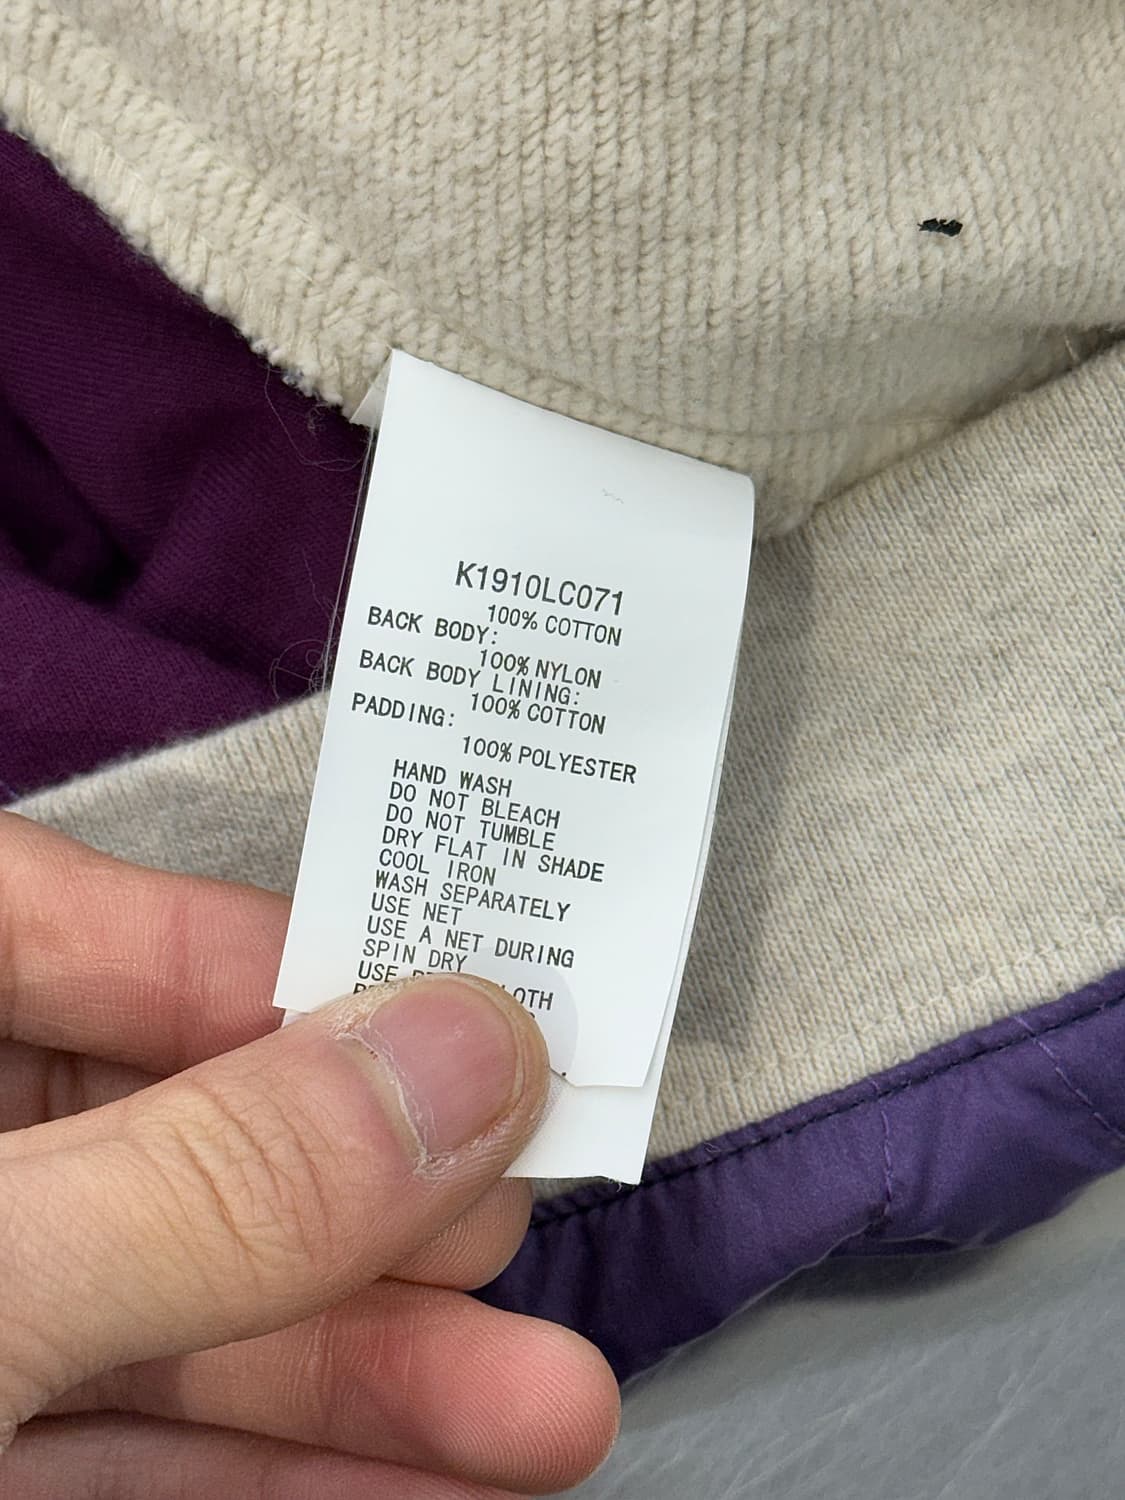 K1910LC071
100% COTTON
BACK BODY:
100% NYLON
BACK BODY LINING:
100% COTTON
PADDING:
100% POLYESTER
HAND WASH
DO NOT BLEACH
DO NOT TUMBLE
DRY FLAT IN SHADE
COOL IRON
WASH SEPARATELY
USE NET
USE A NET DURING
SPIN DRY
USE